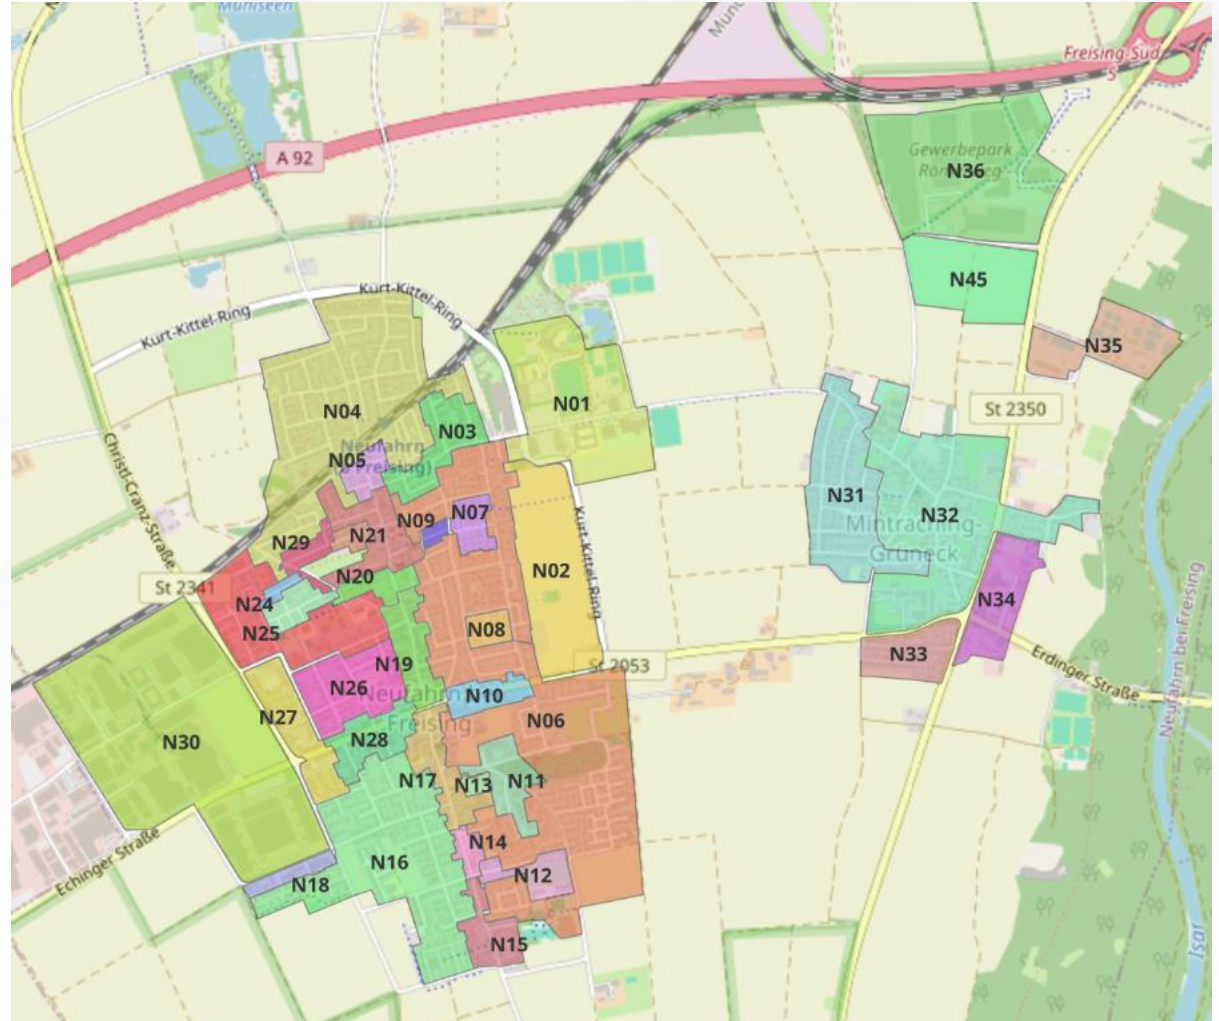 Mühlseen
Freising-Süd
5
A 92
Gewerbepark
N36
Kurt-Kittel-Ring
Kurt-Kittel-Ring
N45
N35
N04
N01
St 2350
N03
Neufahrn
Freising)
N05
Christl-Cranz-Straße
N31
N07
N09
N32
Mintraching-
Grüneck
N21
N29
Kurt-Kittel-Ring
N02
N20
St 2341
N24
N34
N25
N08
N33
St 2053
Erdinger Straße
Neufahrn bei Freising
N19
N26
Neufahrn
Freising
N10
N27
N06
N30
N28
N17
N13
N11
N14
Echinger Straße
N16
N12
N18
N15
Isar